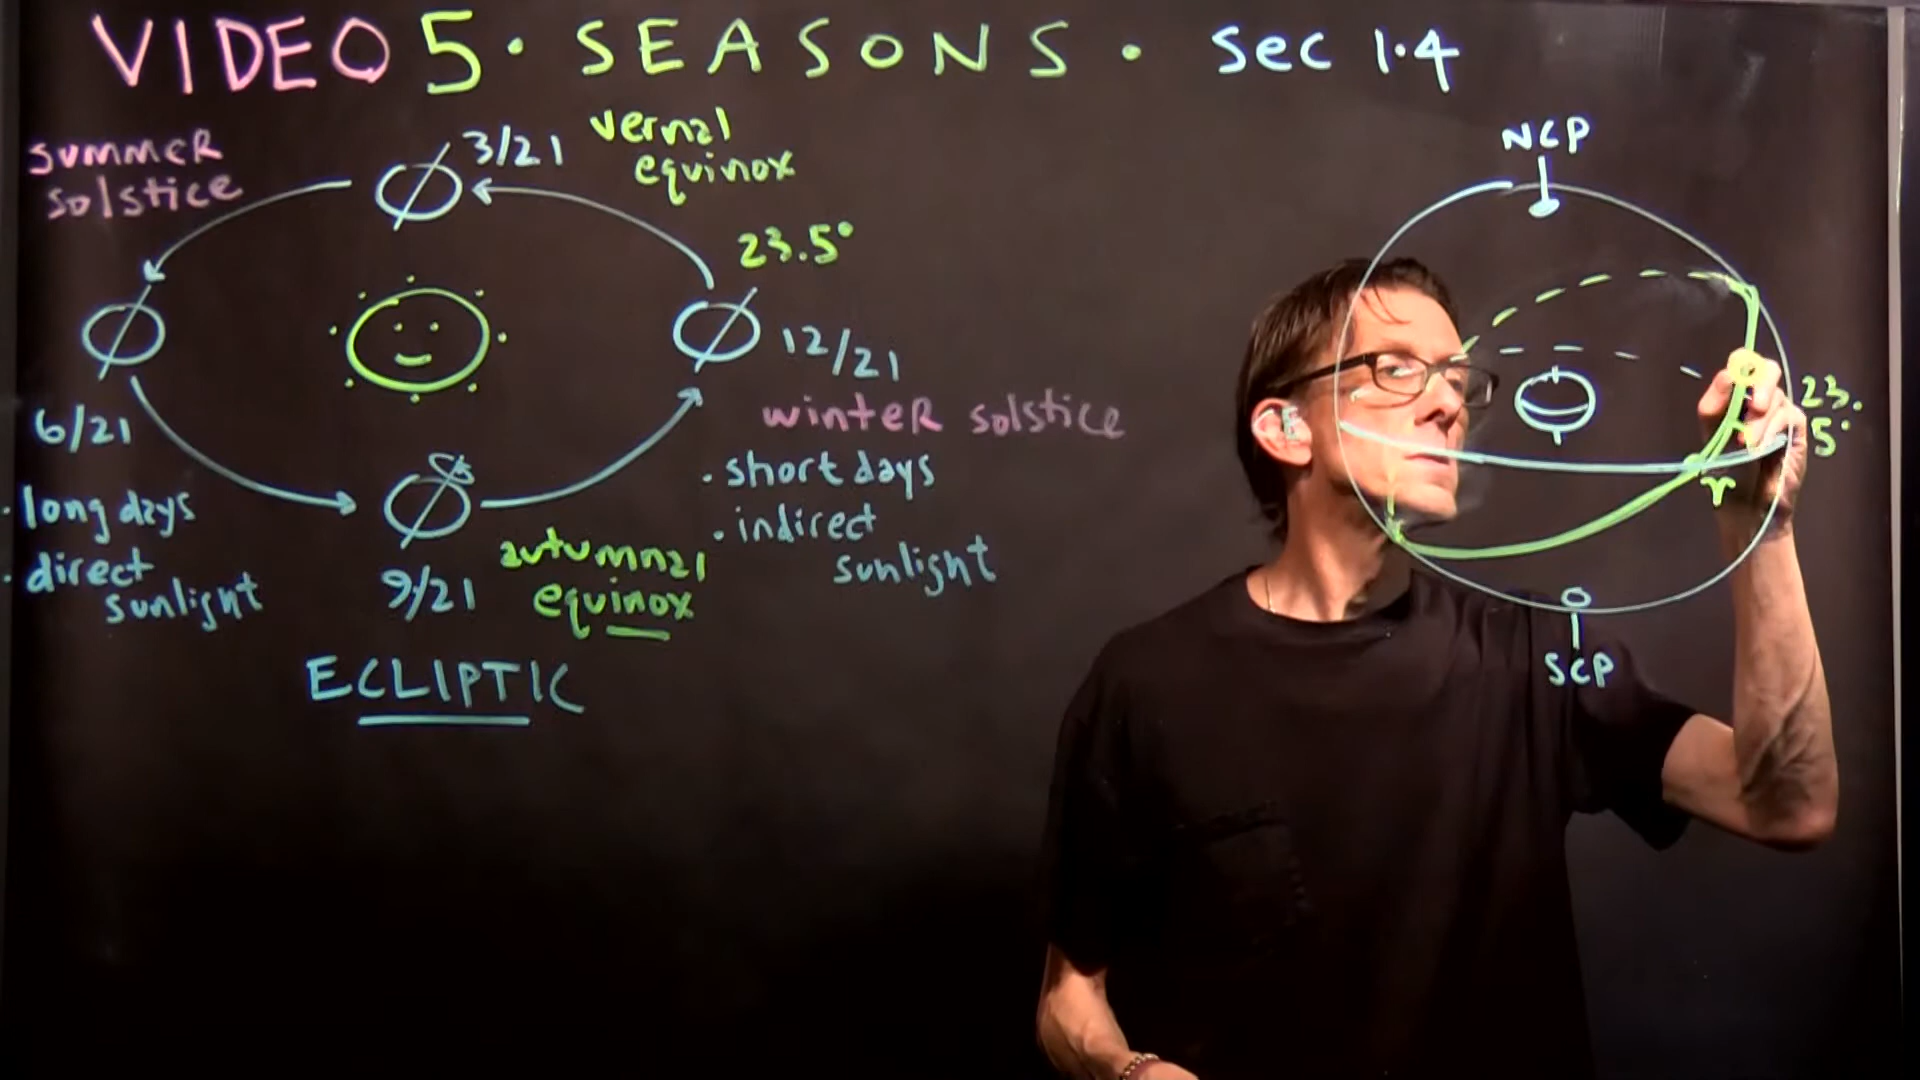 VIDEO 5 · SEASONS · Sec 1.4
summer
solstice
3/21
vernal
equinox
23.5°
6/21
· long days
· direct
sunlight
12/21
winter solstice
· short days
· indirect
sunlight
9/21
autumnal
equinox
ECLIPTIC
NCP
E
23.
5°
♈
SCP